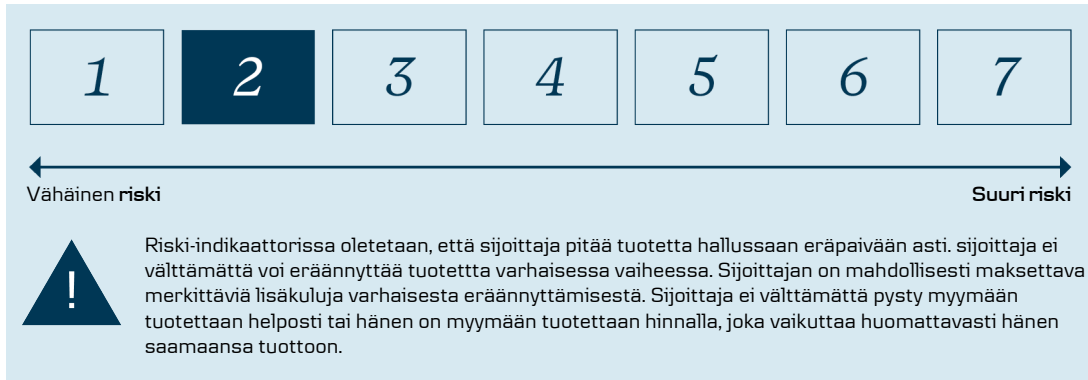 1 2 3 4 5 6 7
Vähäinen riski Suuri riski
Riski-indikaattorissa oletetaan, että sijoittaja pitää tuotetta hallussaan eräpaivään asti. sijoittaja ei
välttämättä voi eräännyttää tuotettta varhaisessa vaiheessa. Sijoittajan on mahdollisesti maksettava
merkittäviä lisäkuluja varhaisesta eräännyttämisestä. Sijoittaja ei välttämättä pysty myymään
tuotettaan helposti tai hänen on myymään tuotettaan hinnalla, joka vaikuttaa huomattavasti hänen
saamaansa tuottoon.
!